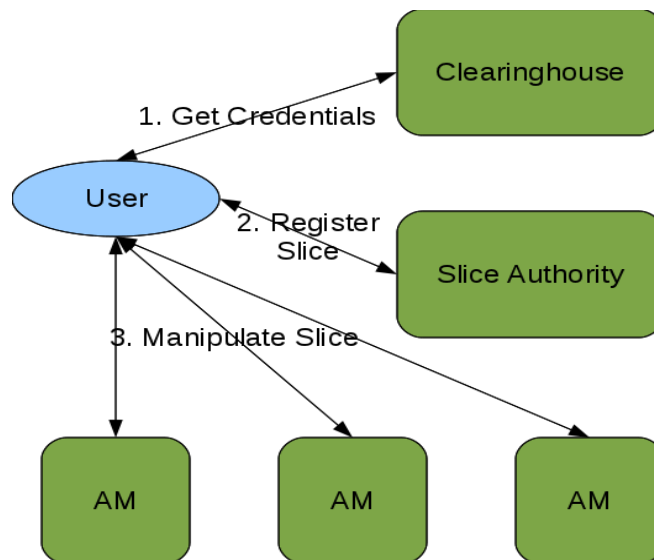 Clearinghouse
1. Get Credentials
User
2. Register
Slice
Slice Authority
3. Manipulate Slice
AM
AM
AM